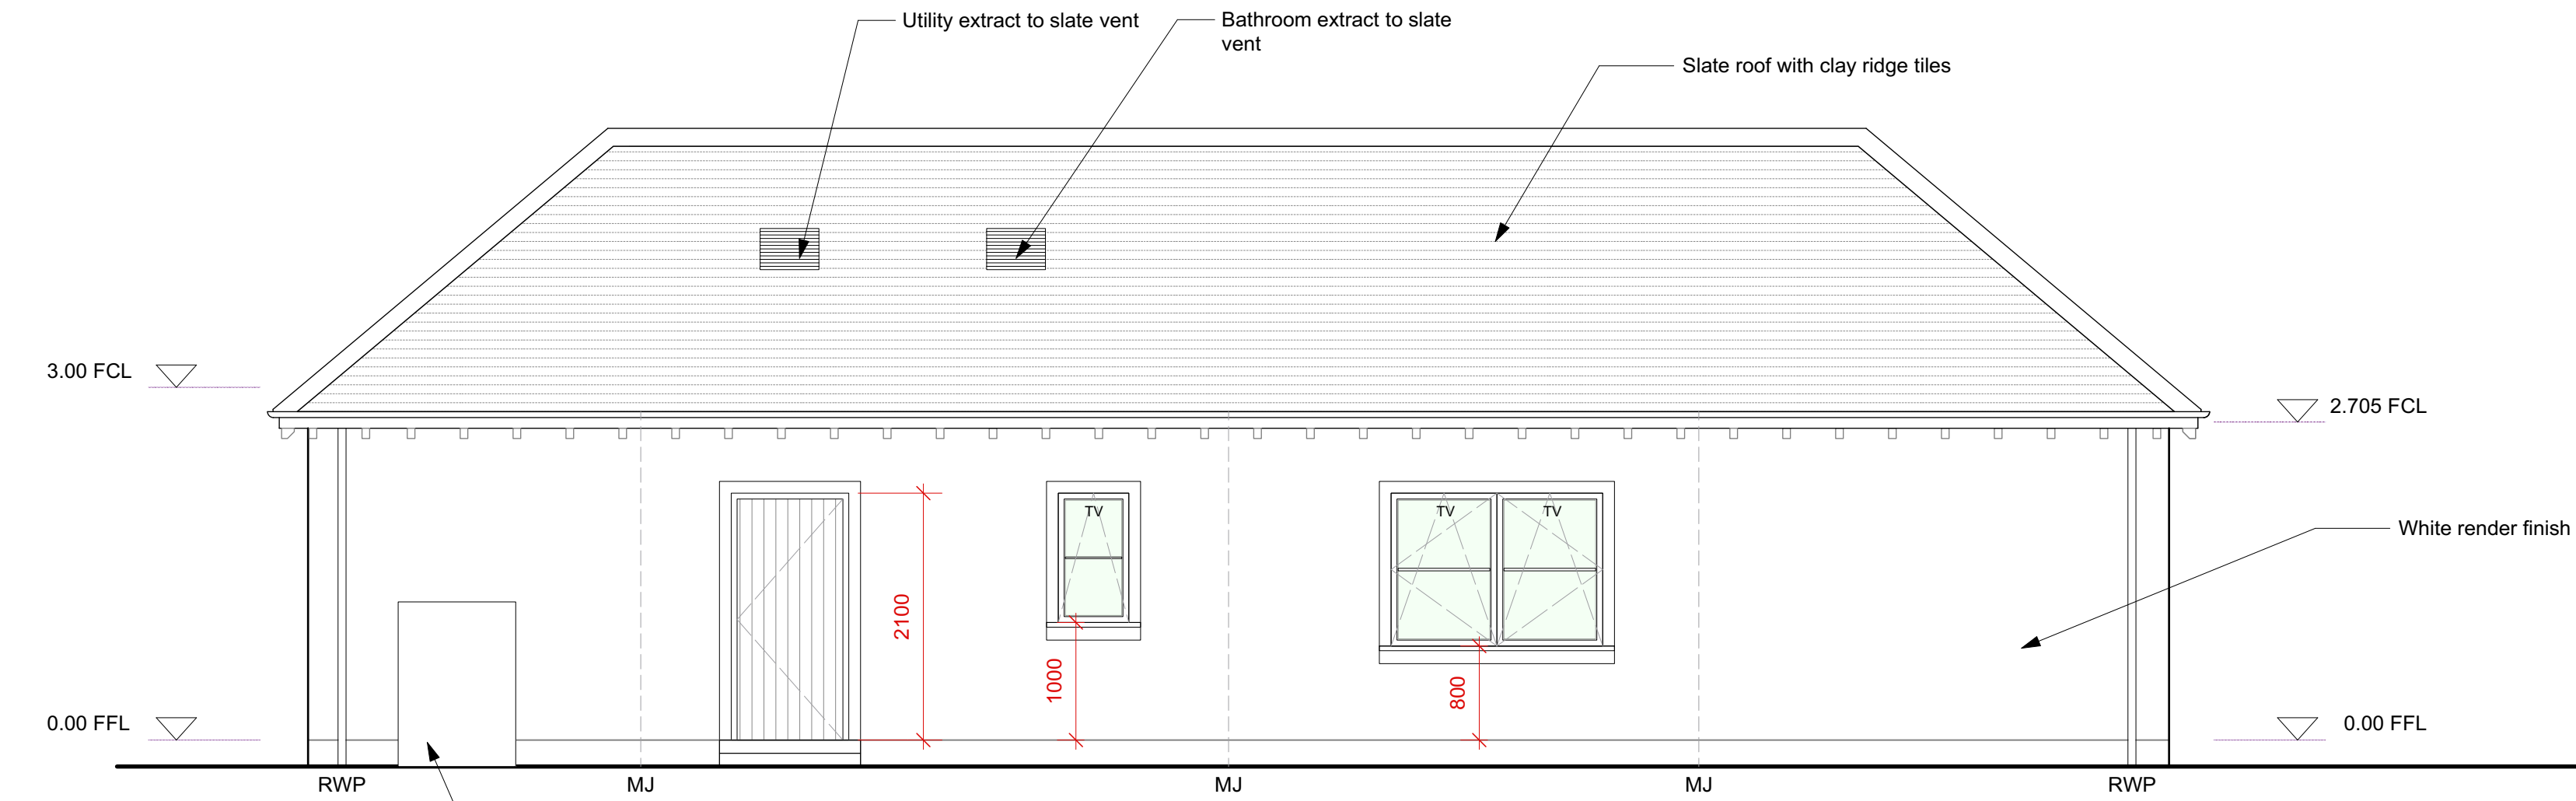 Utility extract to slate vent
Bathroom extract to slate
vent
Slate roof with clay ridge tiles
3.00 FCL
2.705 FCL
TV
TV
TV
White render finish
2100
1000
800
0.00 FFL
0.00 FFL
RWP
MJ
MJ
MJ
RWP